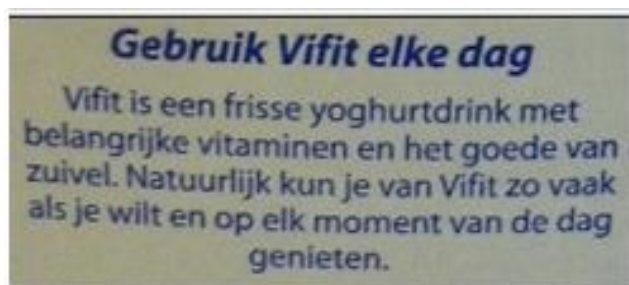 Gebruik Vifit elke dag
Vifit is een frisse yoghurtdrink met
belangrijke vitaminen en het goede van
zuivel. Natuurlijk kun je van Vifit zo vaak
als je wilt en op elk moment van de dag
genieten.